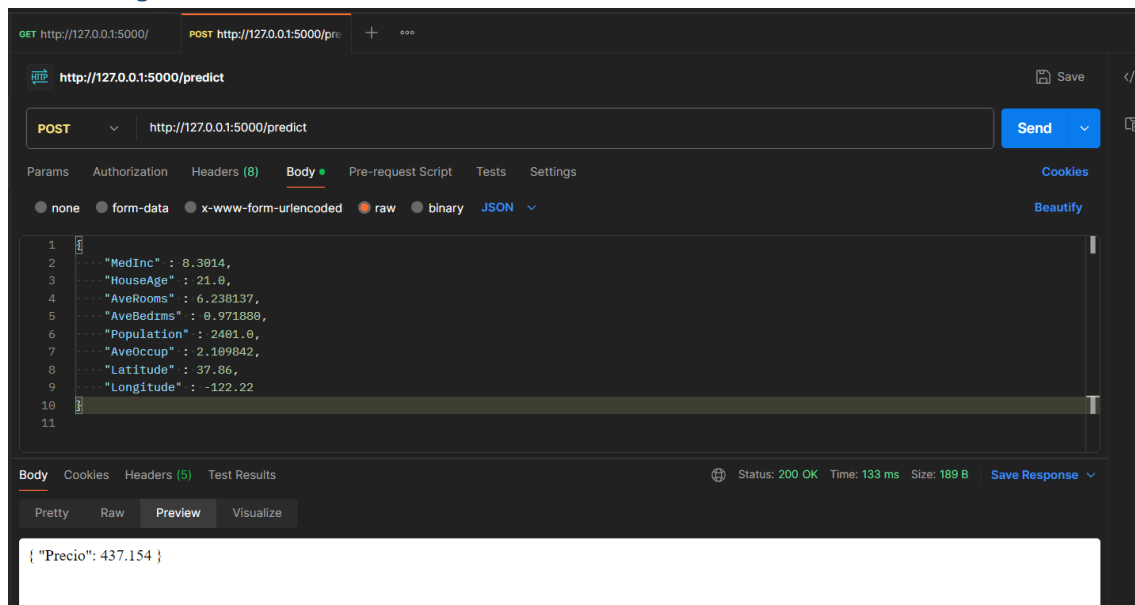 GET http://127.0.0.1:5000/ POST http://127.0.0.1:5000/pre + ooo
HTTP http://127.0.0.1:5000/predict Save </
POST http://127.0.0.1:5000/predict Send
Params Authorization Headers (8) Body Pre-request Script Tests Settings Cookies
none form-data x-www-form-urlencoded raw binary JSON Beautify
1 {
2 "MedInc" : 8.3014,
3 "HouseAge" : 21.0,
4 "AveRooms" : 6.238137,
5 "AveBedrms" : 0.971880,
6 "Population" : 2401.0,
7 "AveOccup" : 2.109842,
8 "Latitude" : 37.86,
9 "Longitude" : -122.22
10 }
11
Body Cookies Headers (5) Test Results Status: 200 OK Time: 133 ms Size: 189 B Save Response
Pretty Raw Preview Visualize
{ "Precio": 437.154 }